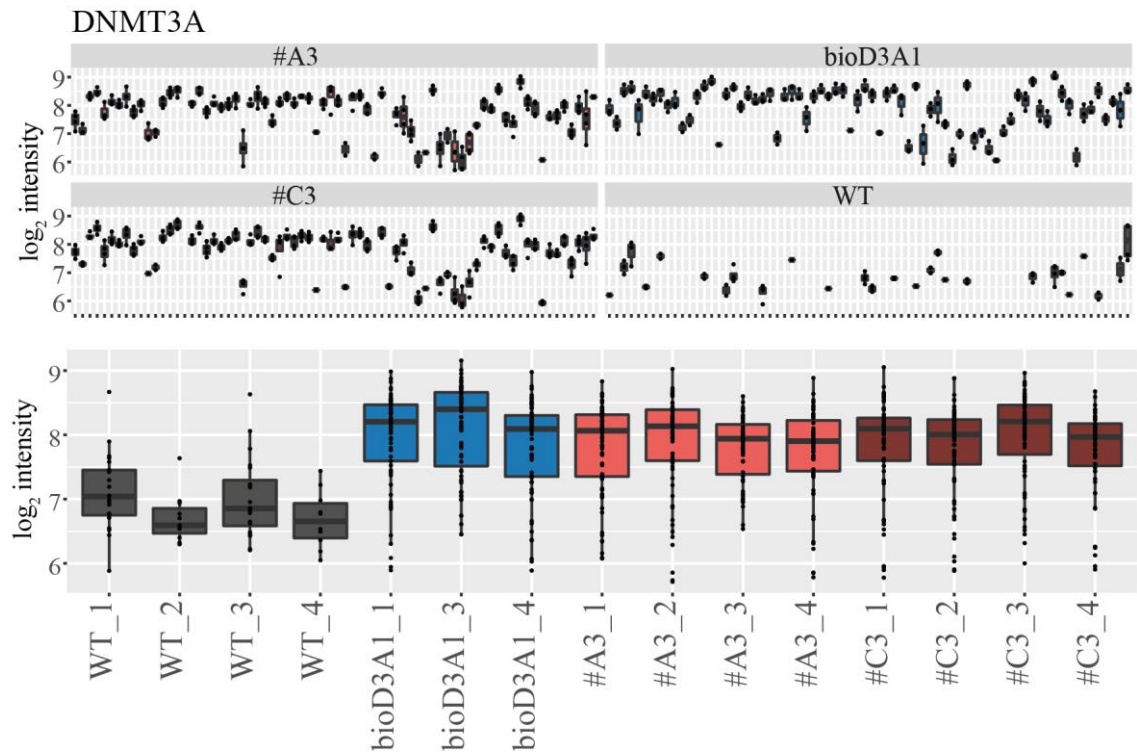 DNMT3A
#A3 bioD3A1
9
8
7
6
#C3 WT
9
8
7
6
log₂ intensity
9
8
7
6
log₂ intensity
WT_1
WT_2
WT_3
WT_4
bioD3A1_1
bioD3A1_3
bioD3A1_4
#A3_1
#A3_2
#A3_3
#A3_4
#C3_1
#C3_2
#C3_3
#C3_4